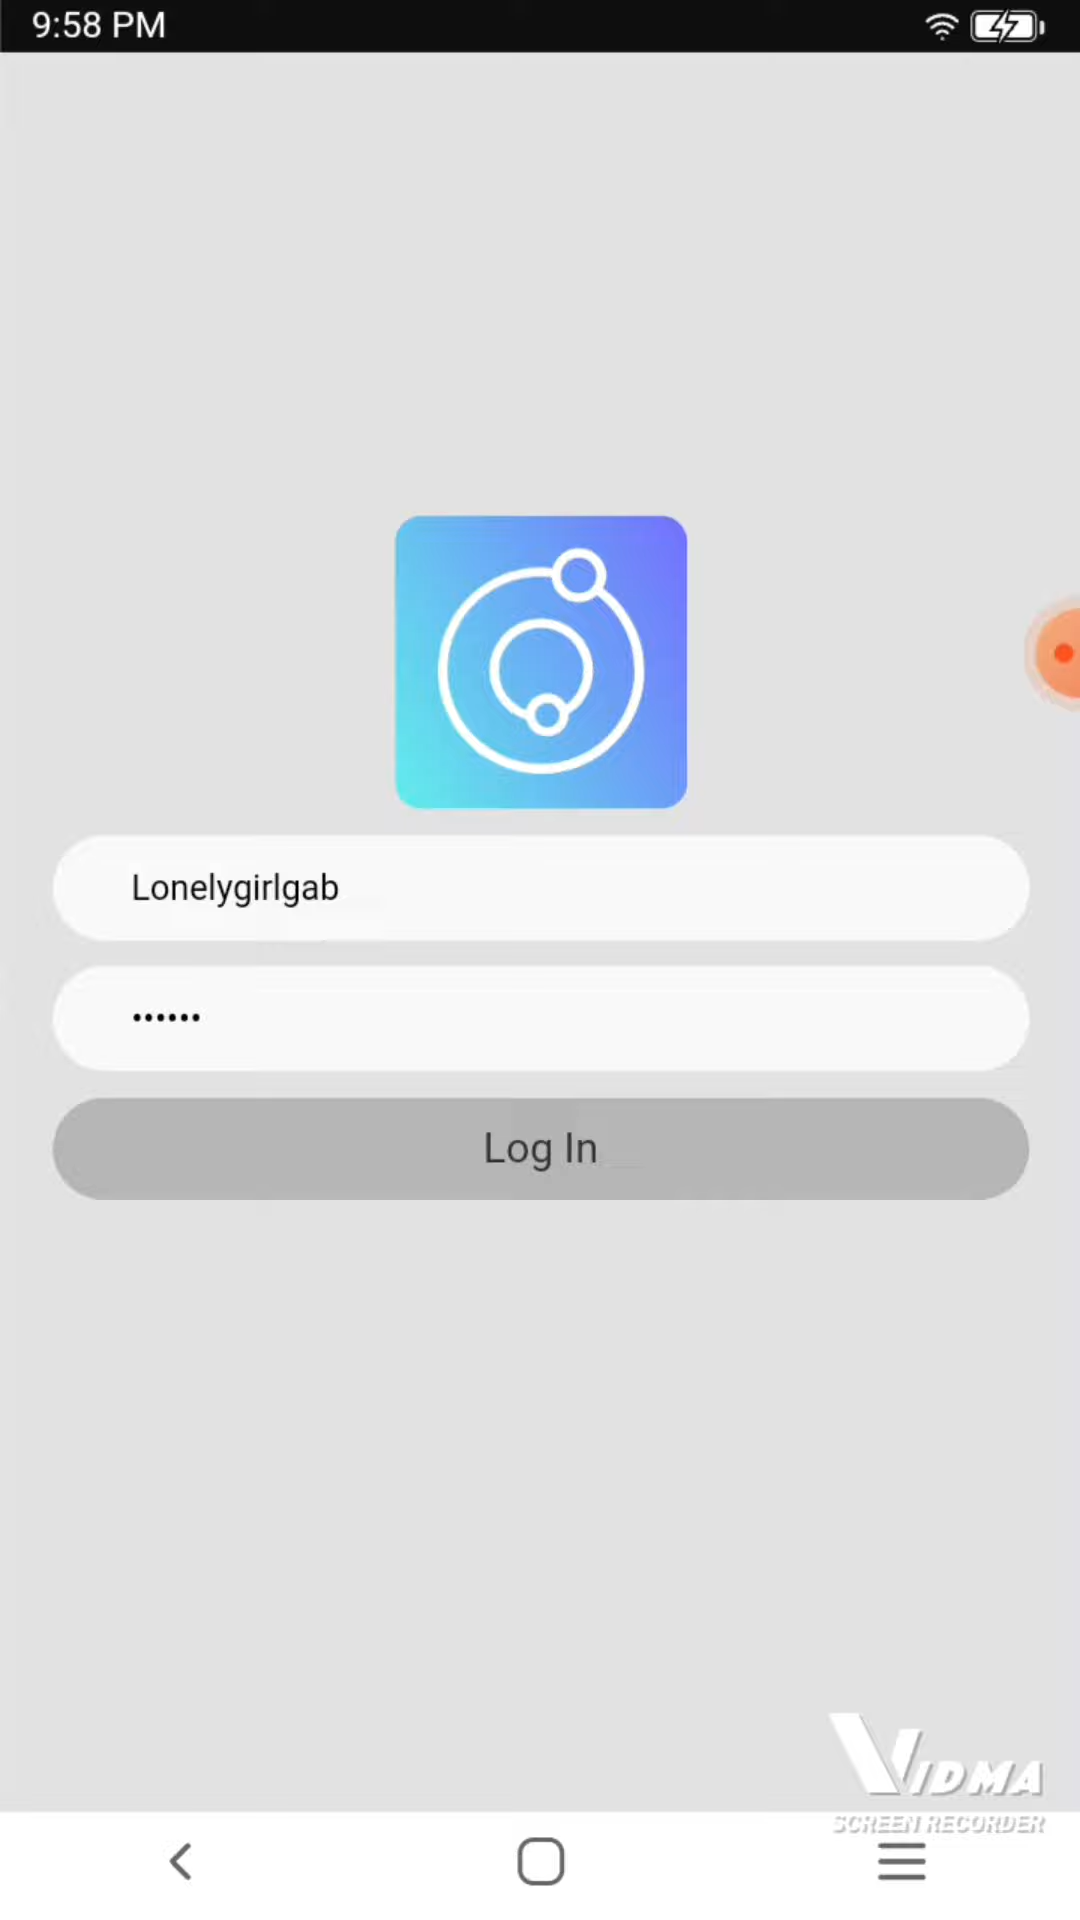 9:58 PM
Lonelygirlgab
••••••
Log In
VIDMA
SCREEN RECORDER